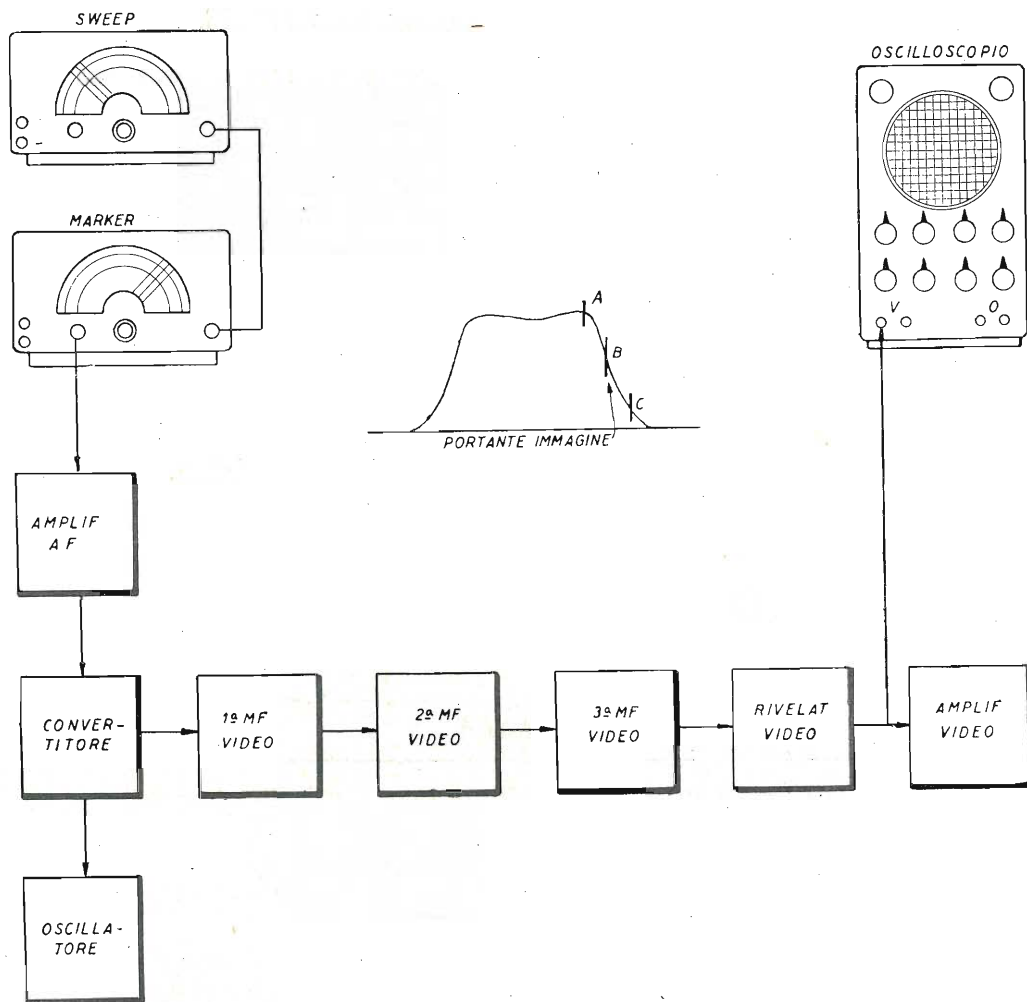 SWEEP
OSCILLOSCOPIO
MARKER
V
O
A
B
C
PORTANTE IMMAGINE
AMPLIF
AF
CONVER-
TITORE
1ª MF
VIDEO
2ª MF
VIDEO
3ª MF
VIDEO
RIVELAT
VIDEO
AMPLIF
VIDEO
OSCILLA-
TORE